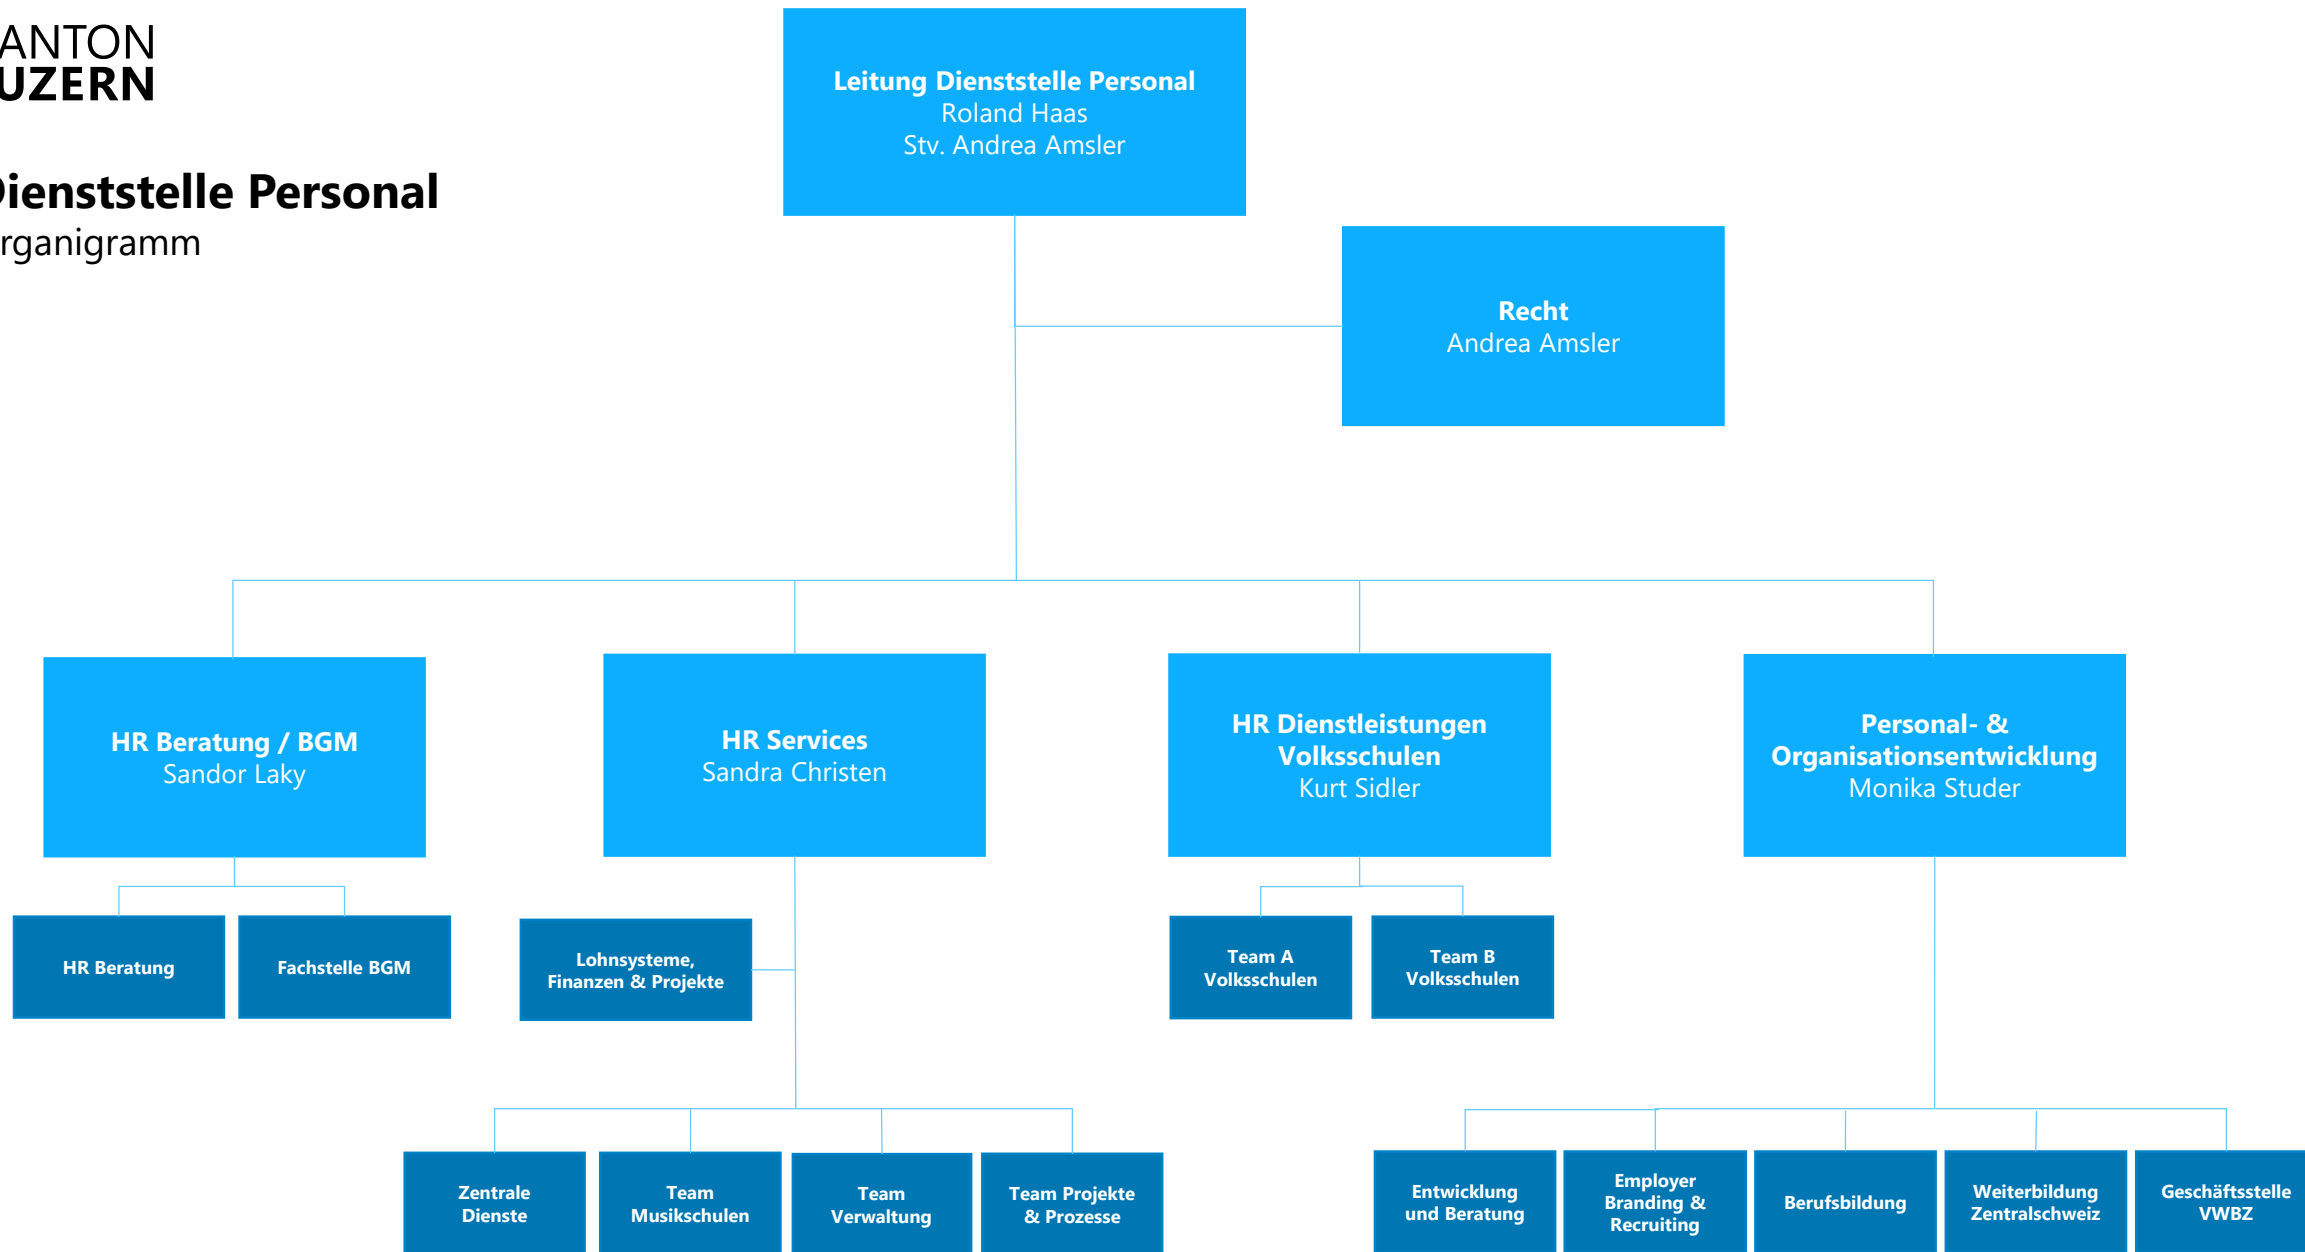 ANTON
UZERN
Dienststelle Personal
rganigramm
Leitung Dienststelle Personal
Roland Haas
Stv. Andrea Amsler
Recht
Andrea Amsler
HR Beratung / BGM
Sandor Laky
HR Services
Sandra Christen
HR Dienstleistungen
Volksschulen
Kurt Sidler
Personal- &
Organisationsentwicklung
Monika Studer
HR Beratung
Fachstelle BGM
Lohnsysteme,
Finanzen & Projekte
Team A
Volksschulen
Team B
Volksschulen
Zentrale
Dienste
Team
Musikschulen
Team
Verwaltung
Team Projekte
& Prozesse
Entwicklung
und Beratung
Employer
Branding &
Recruiting
Berufsbildung
Weiterbildung
Zentralschweiz
Geschäftsstelle
VWBZ